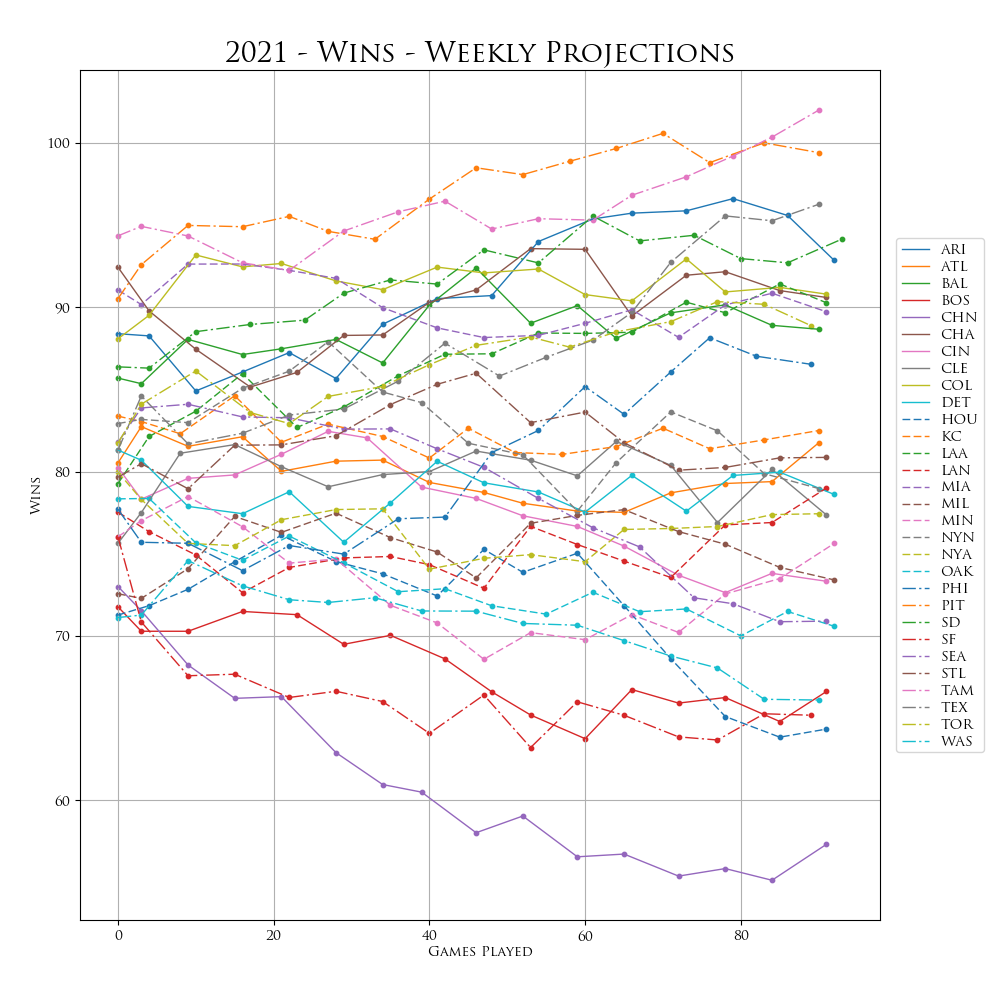 2021 - Wins - Weekly Projections
Wins
100
90
80
70
60
0 20 40 60 80
Games Played
ARI
ATL
BAL
BOS
CHN
CHA
CIN
CLE
COL
DET
HOU
KC
LAA
LAN
MIA
MIL
MIN
NYN
NYA
OAK
PHI
PIT
SD
SF
SEA
STL
TAM
TEX
TOR
WAS